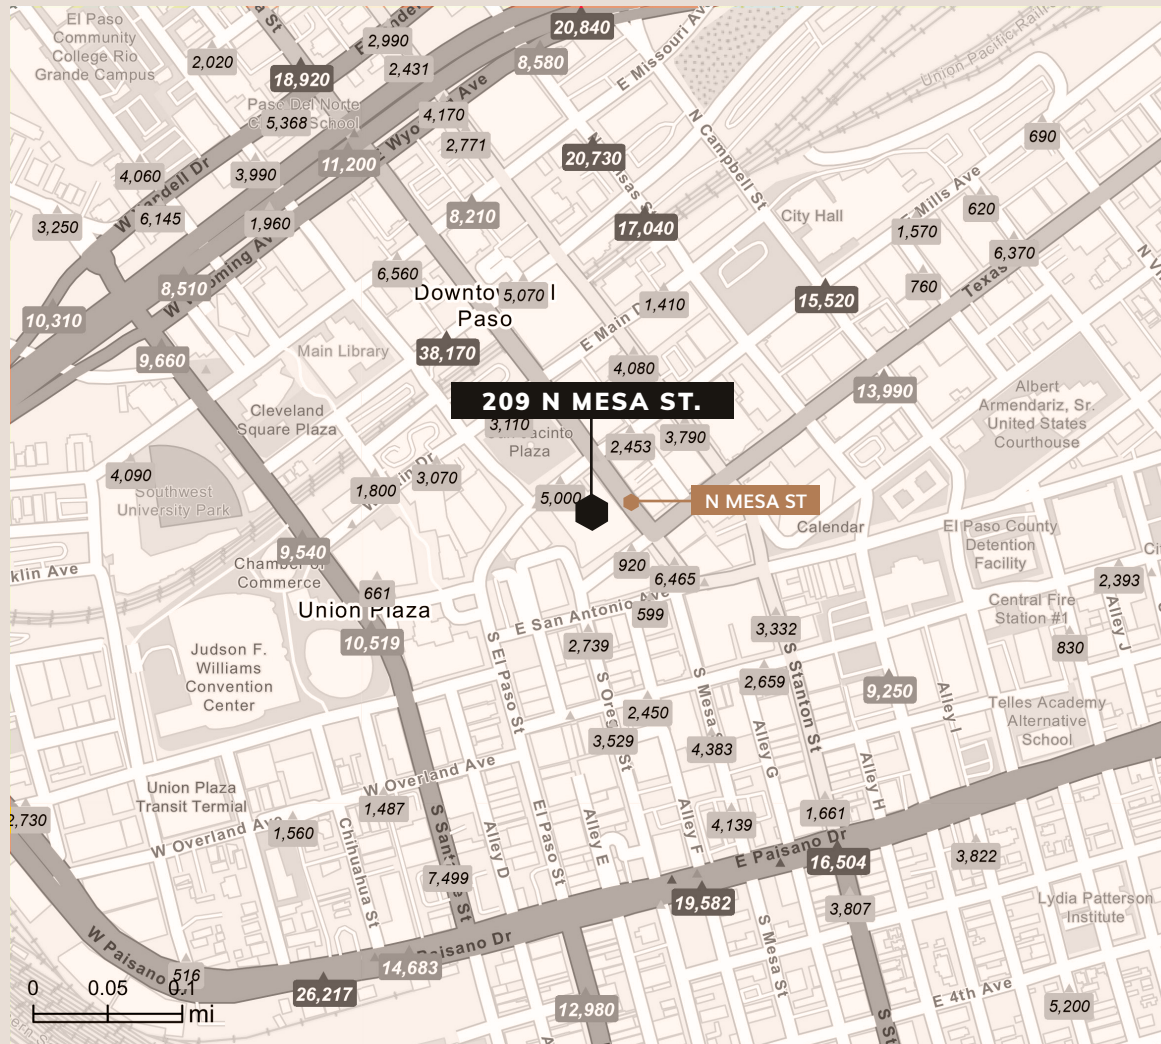 El Paso
Community
College Rio
Grande Campus
20,840
2,990
2,020
2,431
8,580
18,920
E Missouri Ave
Union Pacific Rail
Paso Del Norte
School
5,368
4,170
Ave
E Wyo
N Campbell St
690
2,771
11,200
20,730
4,060
3,990
W Yandell Dr
E Mills Ave
3,250
6,145
1,960
8,210
17,040
City Hall
620
1,570
6,370
W Wyoming Ave
6,560
8,510
5,070
Downtow
Paso
1,410
15,520
760
Texas
10,310
E Main D
38,170
Main Library
9,660
4,080
13,990
209 N MESA ST.
Cleveland
Square Plaza
3,110
San Jacinto
Plaza
2,453
3,790
Albert
Armendariz, Sr.
United States
Courthouse
4,090
Southwest
University Park
1,800
3,070
5,000
N MESA ST
Calendar
El Paso County
Detention
Facility
9,540
Chamber of
Commerce
klin Ave
920
6,465
2,393
661
Union Plaza
E San Antonio Ave
599
Central Fire
Station #1
Alley J
10,519
2,739
3,332
830
Judson F.
Williams
Convention
Center
S El Paso St
S Mesa S
S Stanton St
2,659
9,250
Alley I
2,450
Telles Academy
Alternative
School
3,529
4,383
Alley G
Alley H
W Overland Ave
Union Plaza
Transit Termial
1,487
2,730
1,560
W Overland Ave
Chihuahua St
Alley D
El Paso St
Alley E
Alley F
4,139
1,661
E Paisano Dr
16,504
3,822
7,499
19,582
3,807
Lydia Patterson
Institute
W Paisano
Paisano Dr
S Mesa St
516
14,683
26,217
12,980
E 4th Ave
5,200
S St
0 0.05 0.1
mi